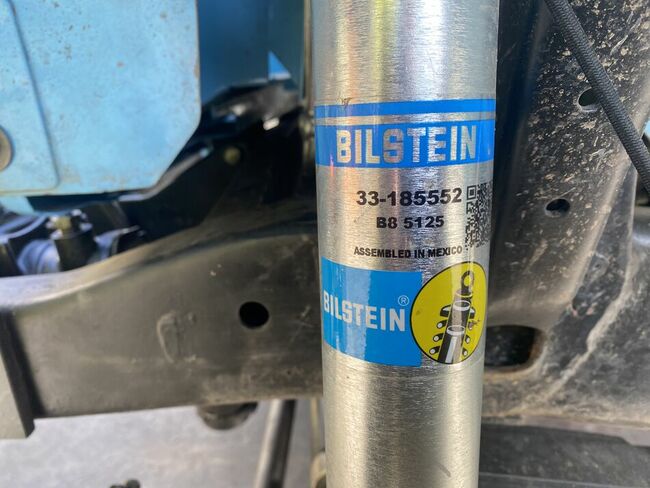 BILSTEIN
33-185552
B8 5125
ASSEMBLED IN MEXICO
BILSTEIN®